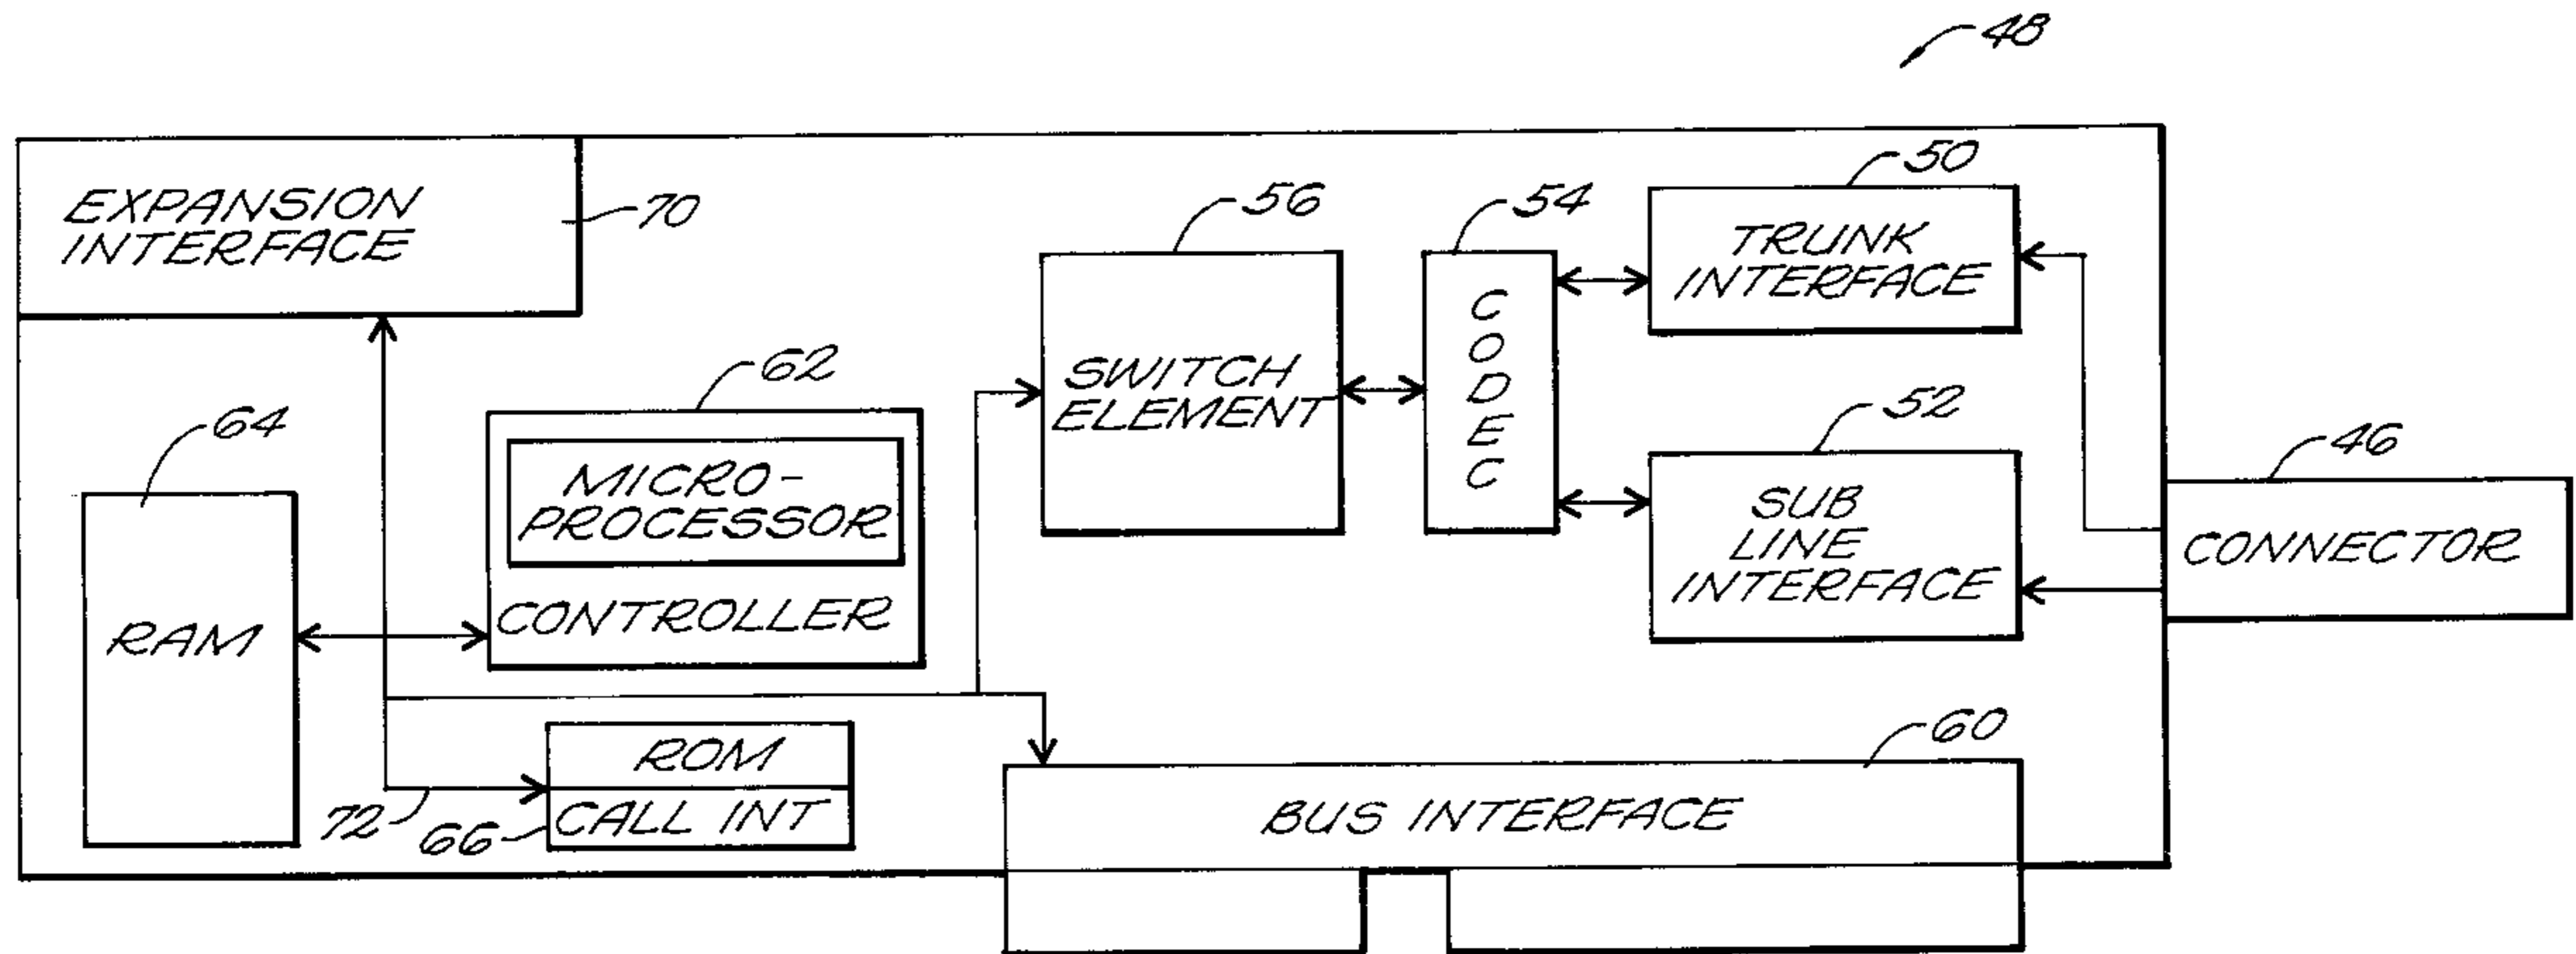 48
EXPANSION
INTERFACE
70
56
54
50
TRUNK
INTERFACE
CODEC
SWITCH
ELEMENT
62
MICRO-
PROCESSOR
CONTROLLER
64
RAM
52
SUB
LINE
INTERFACE
46
CONNECTOR
72
ROM
66
CALL INT
60
BUS INTERFACE